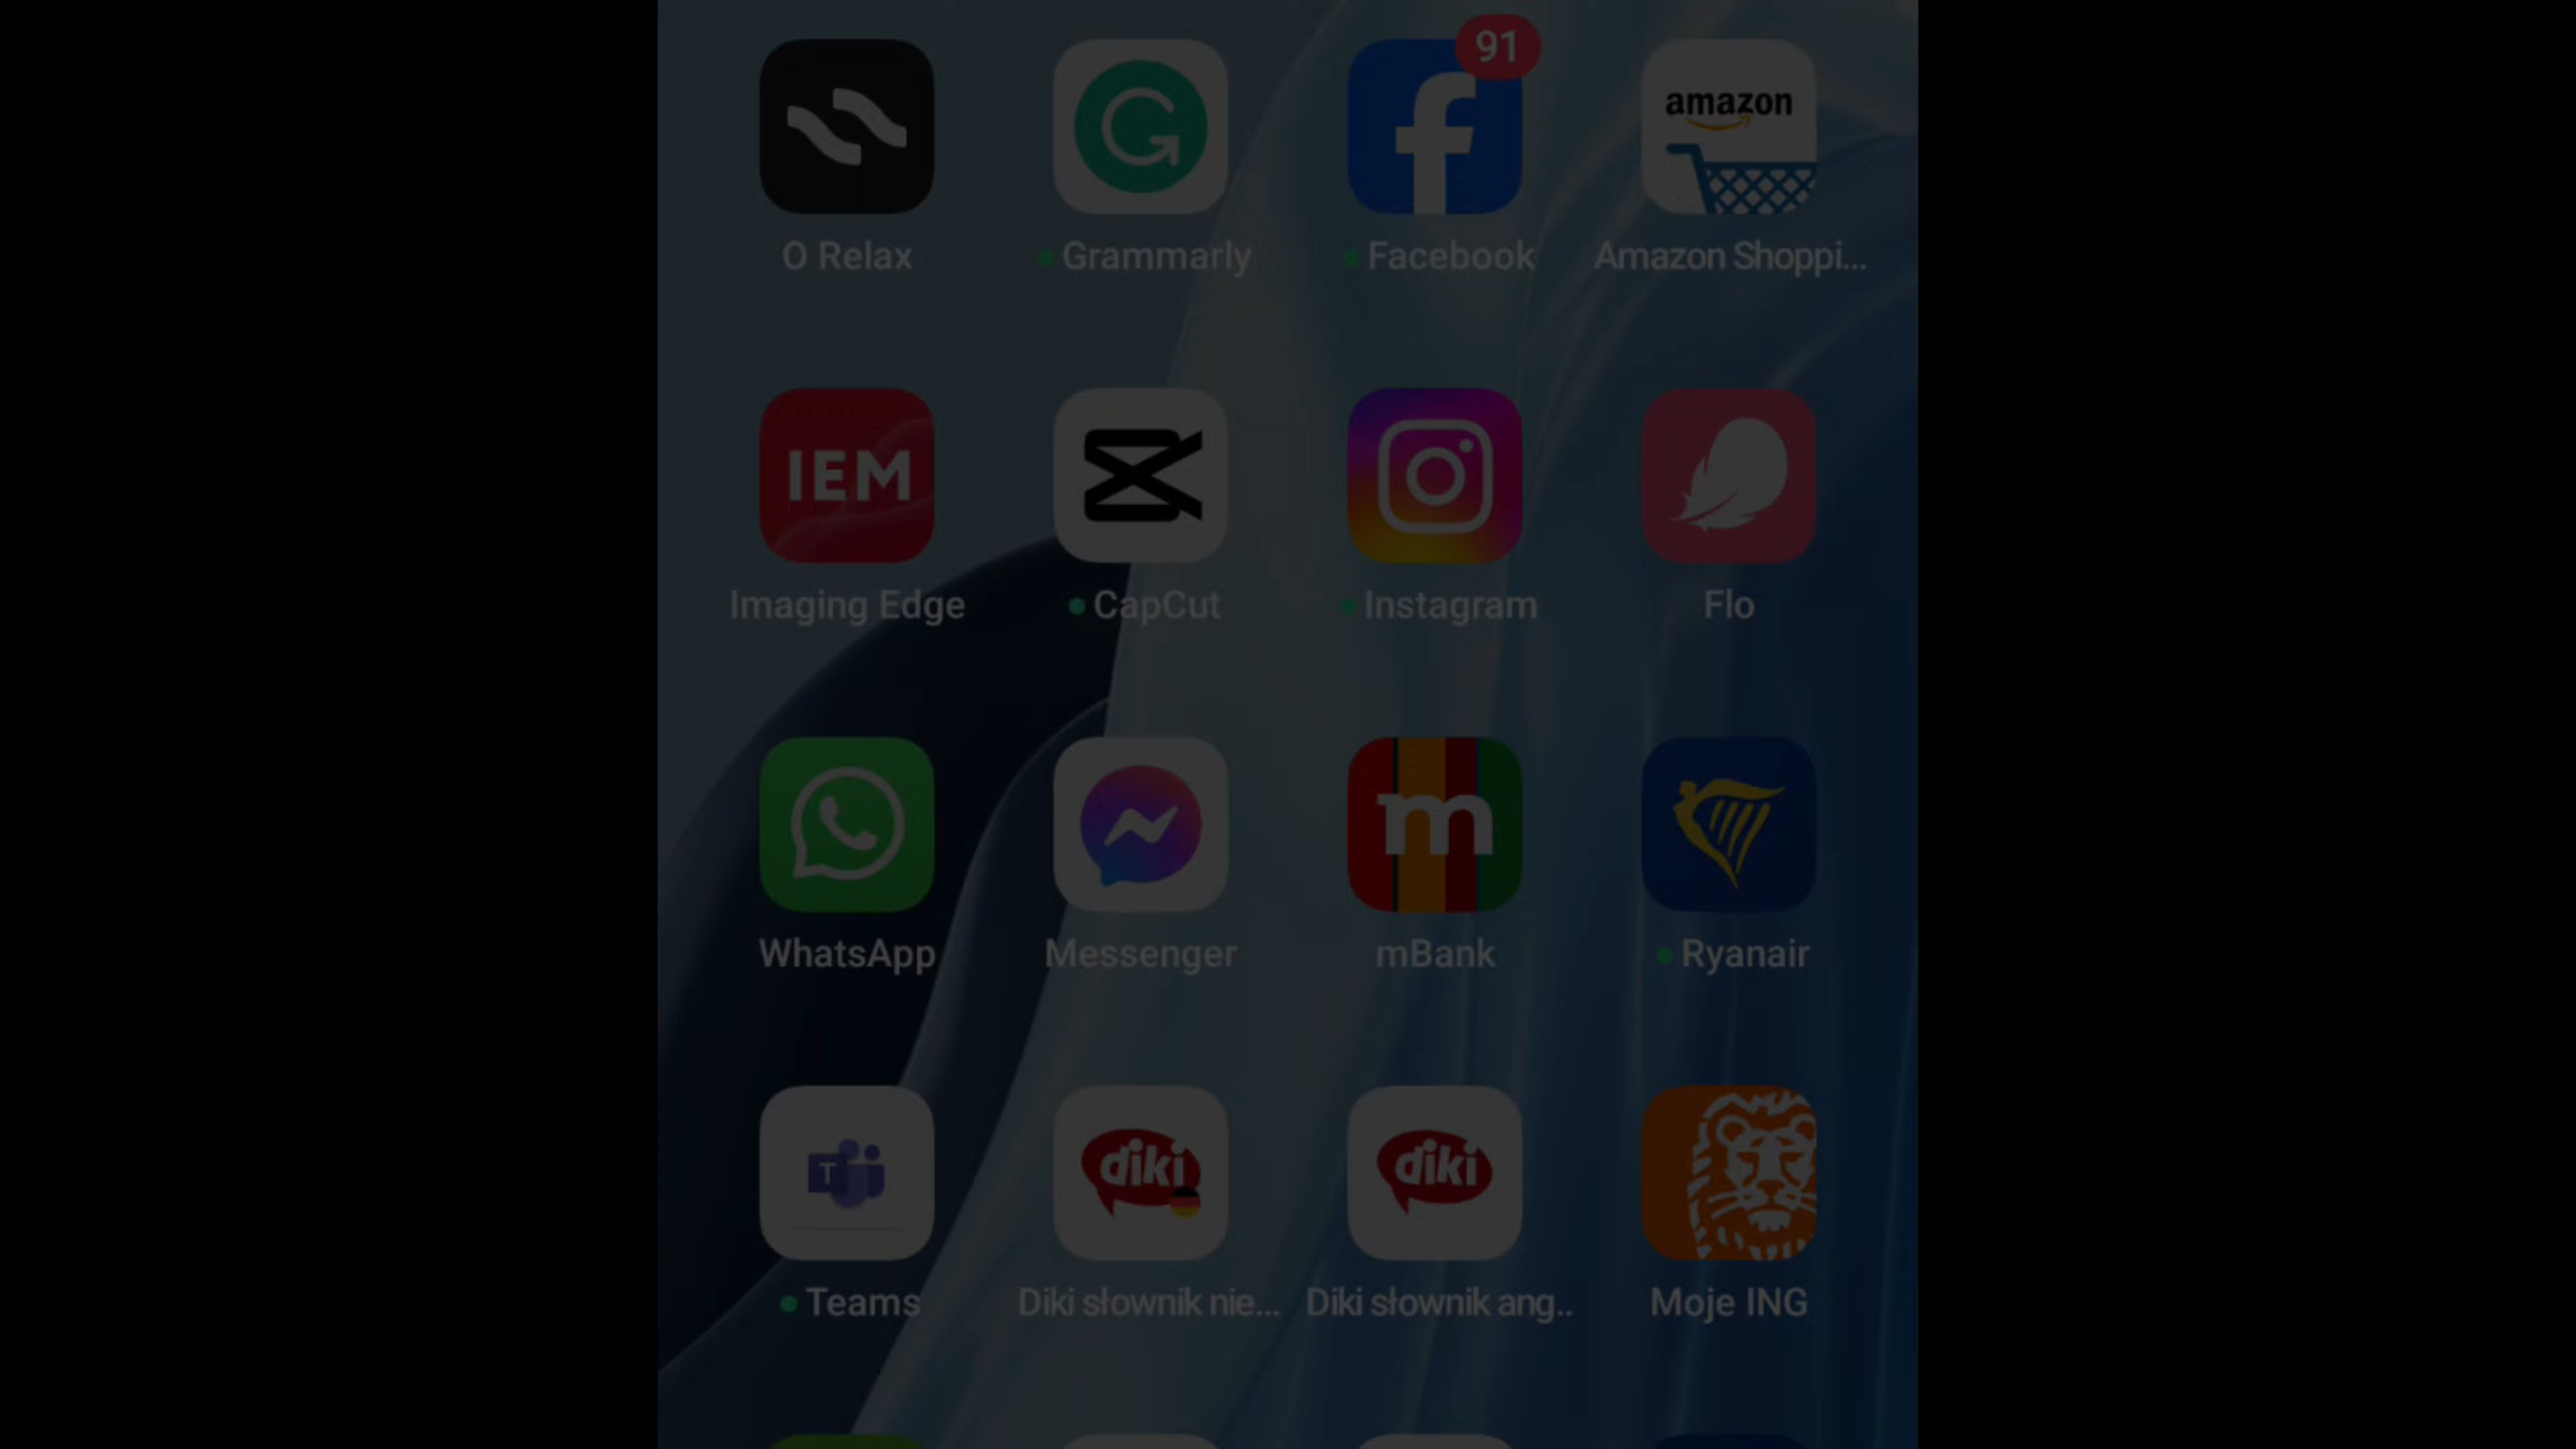 91
amazon
O Relax
Grammarly
Facebook
Amazon Shoppi...
IEM
Imaging Edge
CapCut
Instagram
Flo
m
WhatsApp
Messenger
mBank
Ryanair
T
diki
diki
Teams
Diki słownik nie...
Diki słownik ang..
Moje ING